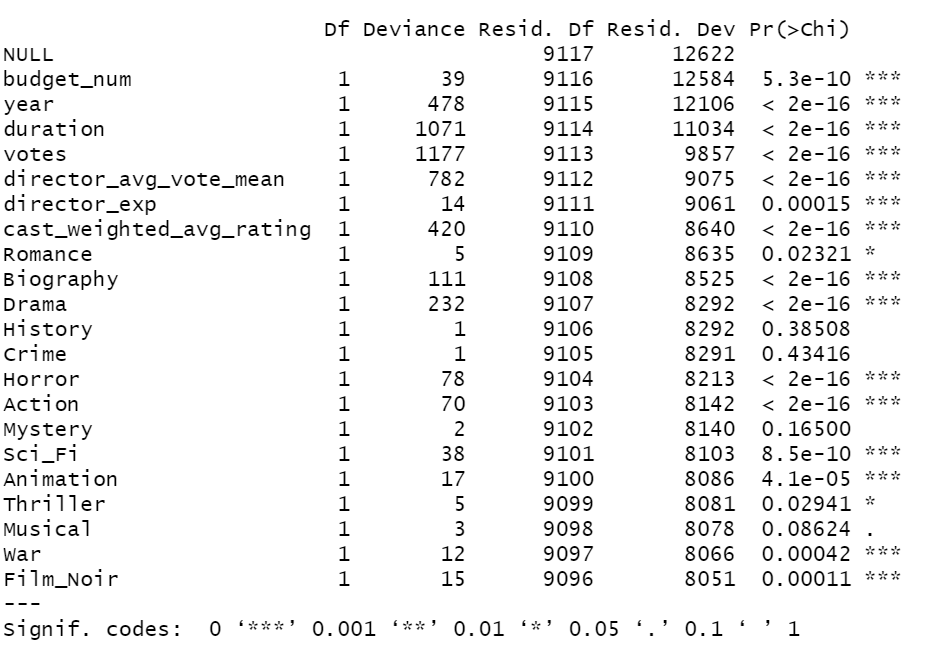 Df Deviance Resid. Df Resid. Dev Pr(>Chi)
NULL 9117 12622
budget_num 1 39 9116 12584 5.3e-10 ***
year 1 478 9115 12106 < 2e-16 ***
duration 1 1071 9114 11034 < 2e-16 ***
votes 1 1177 9113 9857 < 2e-16 ***
director_avg_vote_mean 1 782 9112 9075 < 2e-16 ***
director_exp 1 14 9111 9061 0.00015 ***
cast_weighted_avg_rating 1 420 9110 8640 < 2e-16 ***
Romance 1 5 9109 8635 0.02321 *
Biography 1 111 9108 8525 < 2e-16 ***
Drama 1 232 9107 8292 < 2e-16 ***
History 1 1 9106 8292 0.38508
Crime 1 1 9105 8291 0.43416
Horror 1 78 9104 8213 < 2e-16 ***
Action 1 70 9103 8142 < 2e-16 ***
Mystery 1 2 9102 8140 0.16500
Sci_Fi 1 38 9101 8103 8.5e-10 ***
Animation 1 17 9100 8086 4.1e-05 ***
Thriller 1 5 9099 8081 0.02941 *
Musical 1 3 9098 8078 0.08624 .
War 1 12 9097 8066 0.00042 ***
Film_Noir 1 15 9096 8051 0.00011 ***
---
Signif. codes: 0 ‘***’ 0.001 ‘**’ 0.01 ‘*’ 0.05 ‘.’ 0.1 ‘ ’ 1